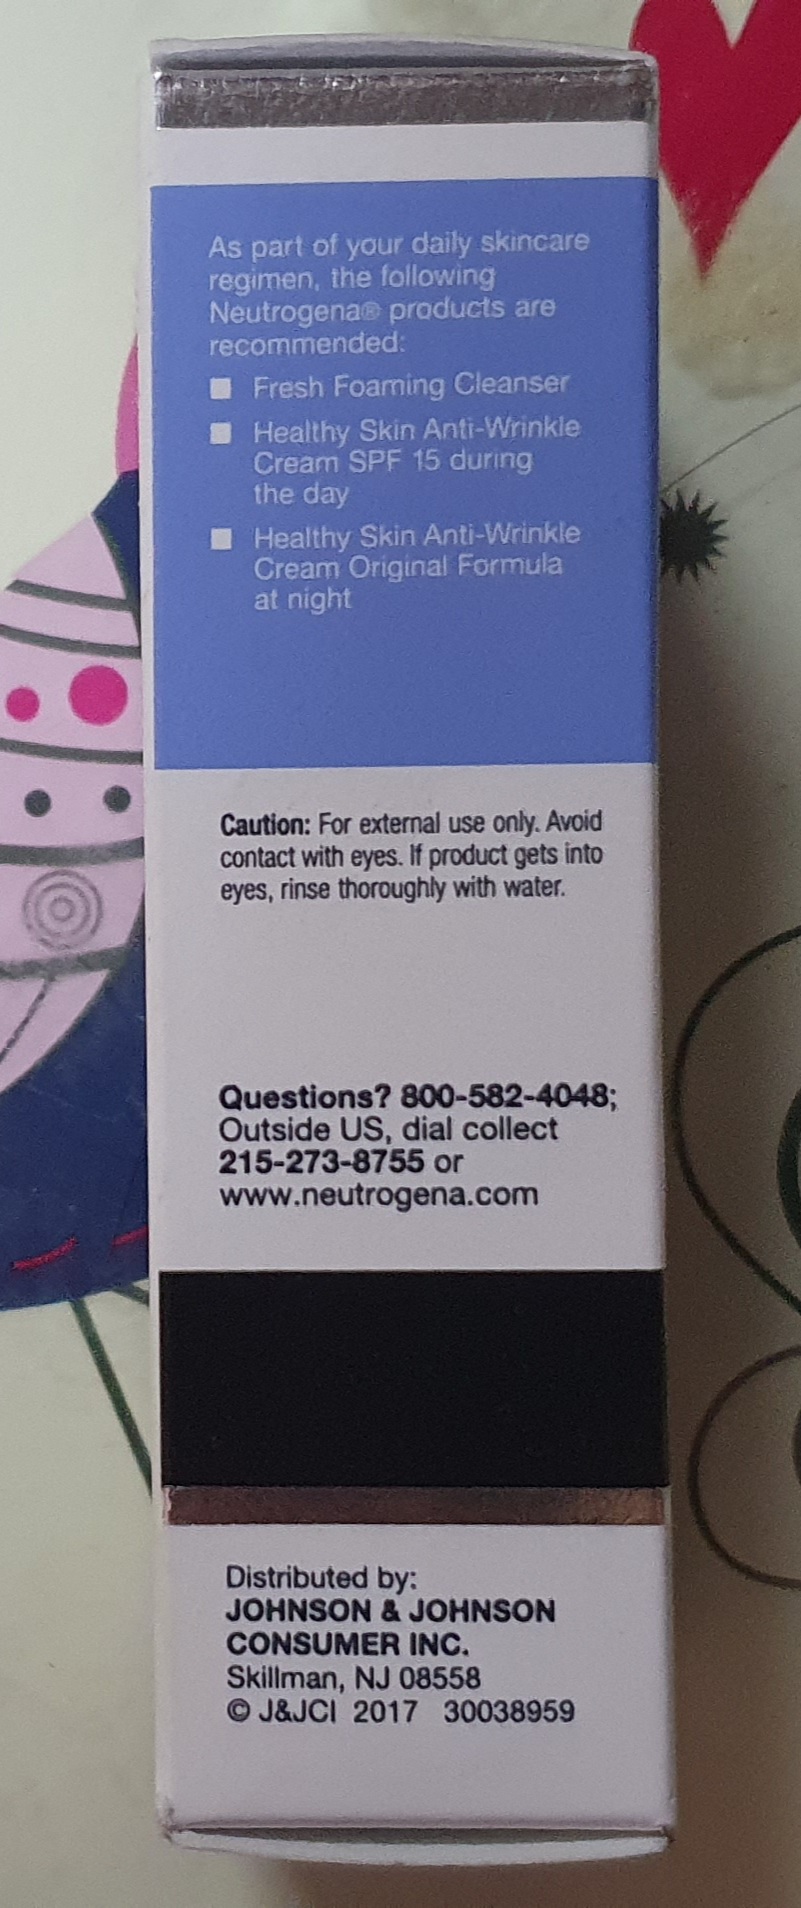 As part of your daily skincare
regimen, the following
Neutrogena® products are
recommended:
■ Fresh Foaming Cleanser
■ Healthy Skin Anti-Wrinkle
Cream SPF 15 during
the day
■ Healthy Skin Anti-Wrinkle
Cream Original Formula
at night
Caution: For external use only. Avoid
contact with eyes. If product gets into
eyes, rinse thoroughly with water.
Questions? 800-582-4048;
Outside US, dial collect
215-273-8755 or
www.neutrogena.com
Distributed by:
JOHNSON & JOHNSON
CONSUMER INC.
Skillman, NJ 08558
© J&JCI 2017 30038959